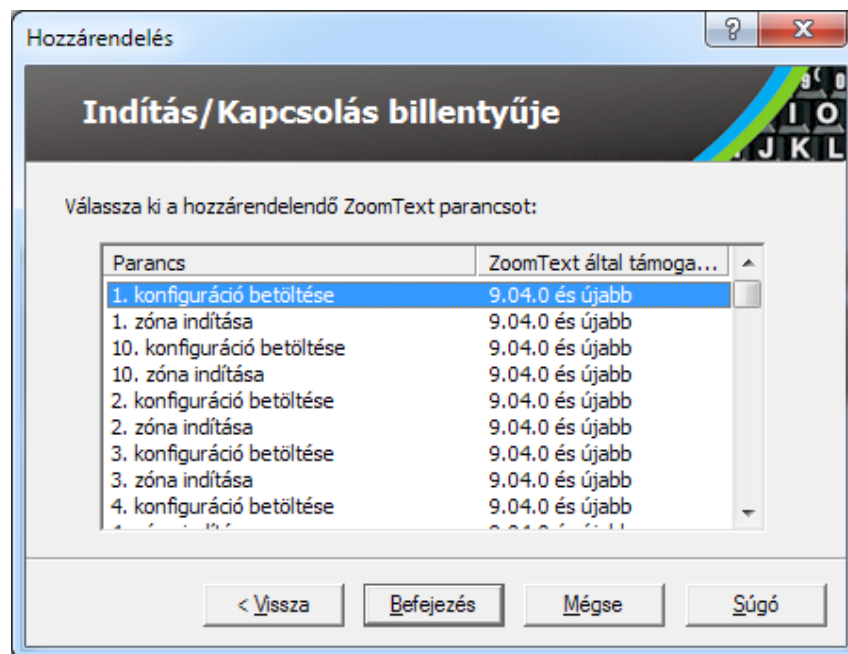 Hozzárendelés
Indítás/Kapcsolás billentyűje
9 0
I O
J K L
Válassza ki a hozzárendelendő ZoomText parancsot:
Parancs ZoomText által támoga...
1. konfiguráció betöltése 9.04.0 és újabb
1. zóna indítása 9.04.0 és újabb
10. konfiguráció betöltése 9.04.0 és újabb
10. zóna indítása 9.04.0 és újabb
2. konfiguráció betöltése 9.04.0 és újabb
2. zóna indítása 9.04.0 és újabb
3. konfiguráció betöltése 9.04.0 és újabb
3. zóna indítása 9.04.0 és újabb
4. konfiguráció betöltése 9.04.0 és újabb
< Vissza Befejezés Mégse Súgó